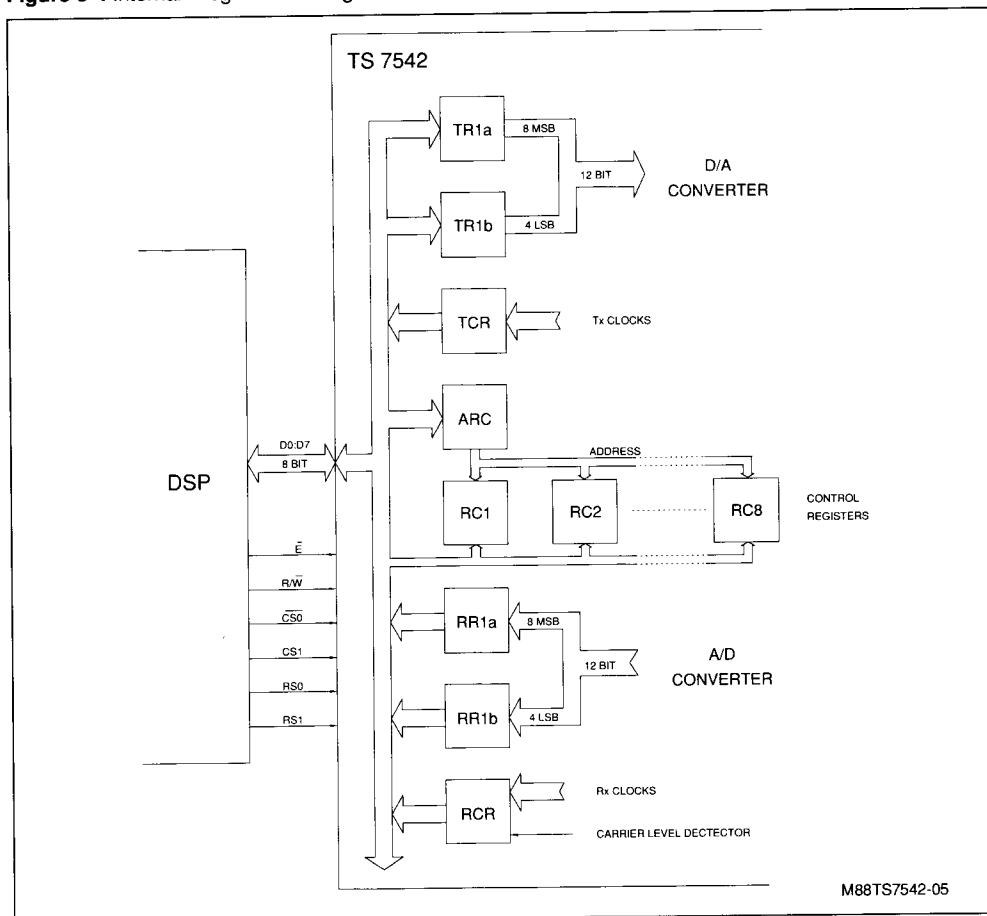 TS 7542
TR1a
8 MSB
12 BIT
D/A
CONVERTER
TR1b
4 LSB
TCR
Tx CLOCKS
ARC
ADDRESS
D0:D7
8 BIT
DSP
RC1
RC2
RC8
CONTROL
REGISTERS
E̅
R/W̅
C̅S̅0̅
CS1
RS0
RS1
RR1a
8 MSB
12 BIT
A/D
CONVERTER
RR1b
4 LSB
RCR
Rx CLOCKS
CARRIER LEVEL DECTECTOR
M88TS7542-05